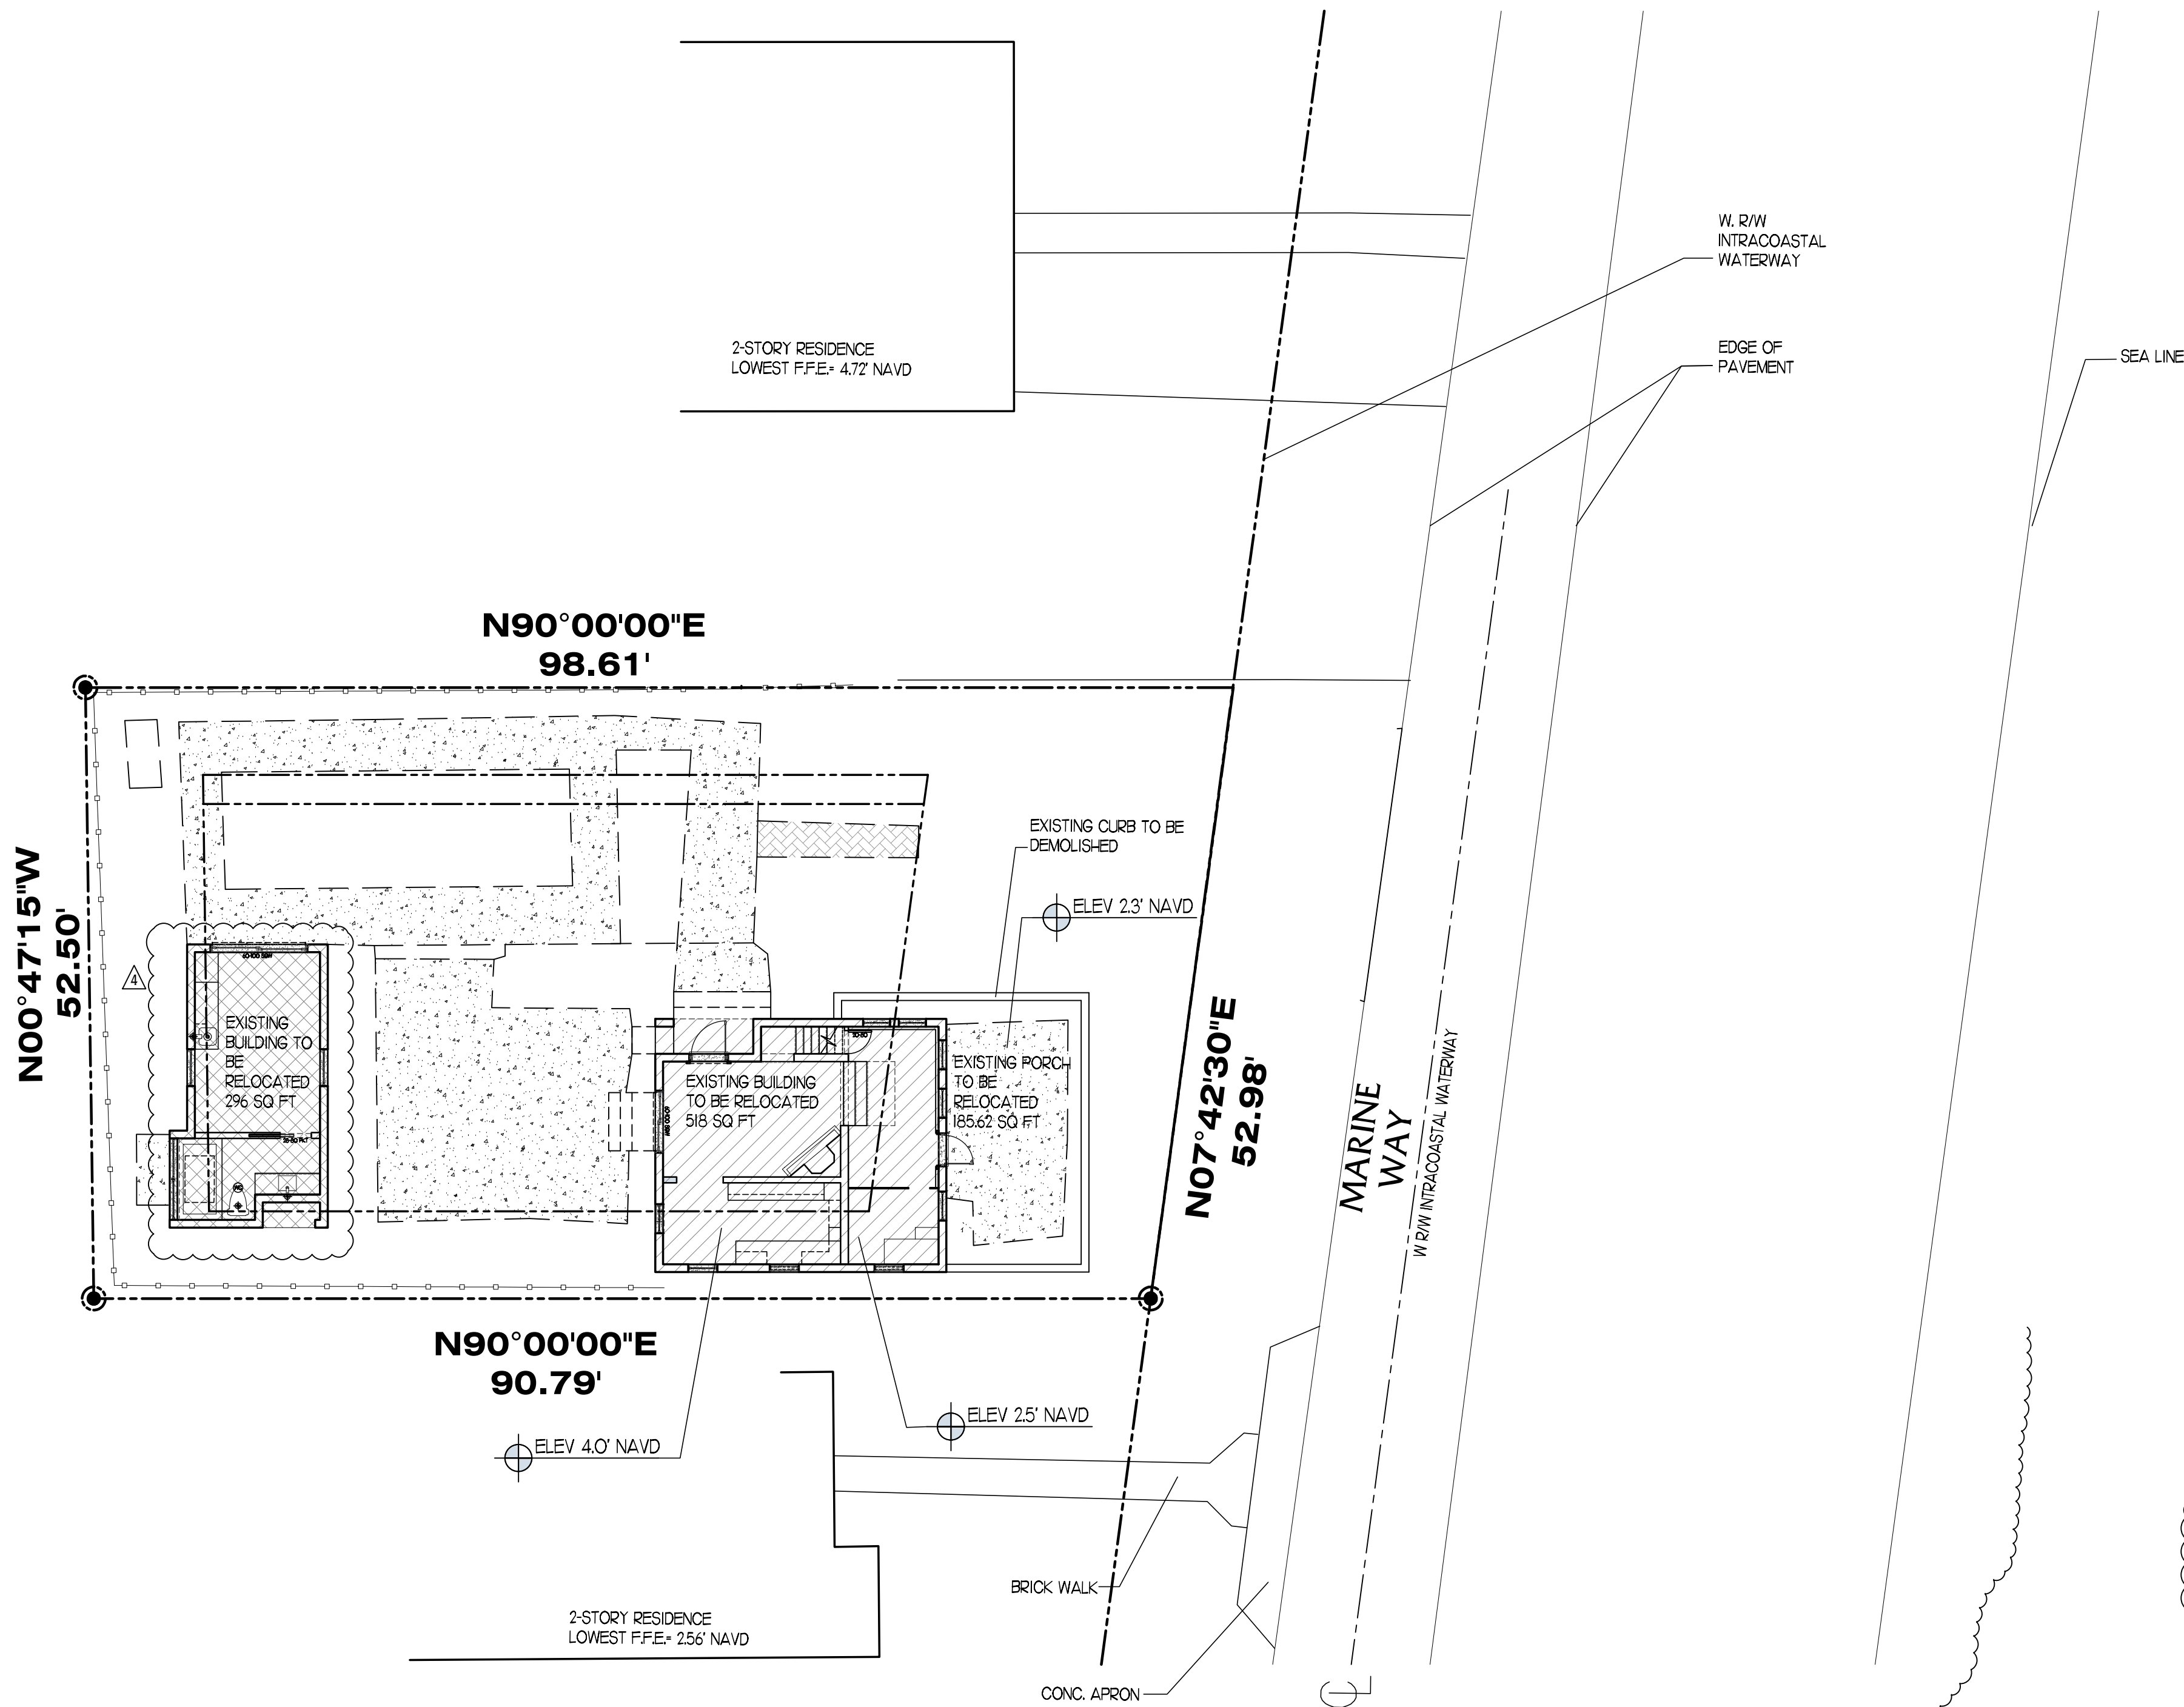 W. R/W
INTRACOASTAL
WATERWAY
2-STORY RESIDENCE
LOWEST F.F.E.= 4.72' NAVD
EDGE OF
PAVEMENT
SEA LINE
N90°00'00"E
98.61'
EXISTING CURB TO BE
DEMOLISHED
ELEV 2.3' NAVD
N00°47'15"W
52.50'
4
EXISTING
BUILDING TO
BE
RELOCATED
296 SQ FT
EXISTING BUILDING
TO BE RELOCATED
518 SQ FT
EXISTING PORCH
TO BE
RELOCATED
185.62 SQ FT
N07°42'30"E
52.98'
MARINE
WAY
W R/W INTRACOASTAL WATERWAY
N90°00'00"E
90.79'
ELEV 2.5' NAVD
ELEV 4.0' NAVD
BRICK WALK
2-STORY RESIDENCE
LOWEST F.F.E.= 2.56' NAVD
CONC. APRON